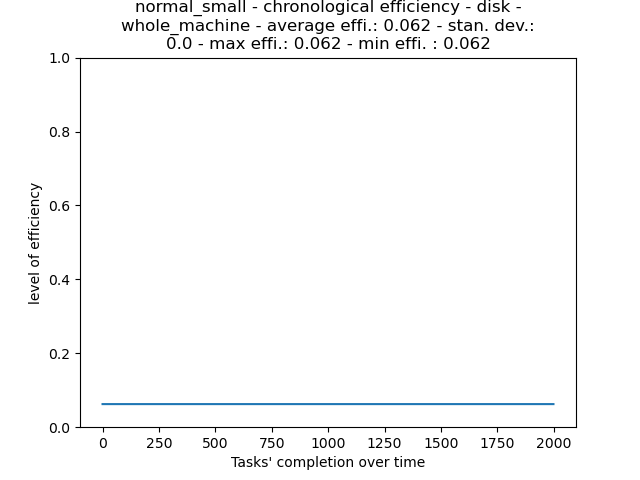 normal_small - chronological efficiency - disk -
whole_machine - average effi.: 0.062 - stan. dev.:
0.0 - max effi.: 0.062 - min effi. : 0.062
1.0
0.8
0.6
0.4
0.2
0.0
level of efficiency
0 250 500 750 1000 1250 1500 1750 2000
Tasks' completion over time